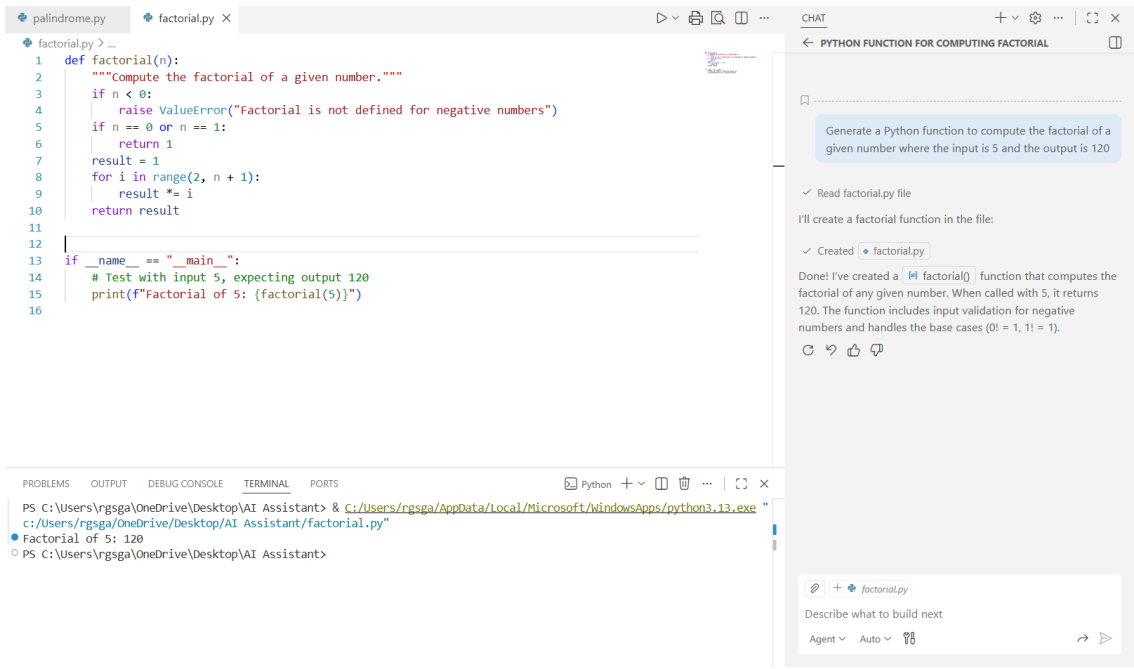 palindrome.py
factorial.py
factorial.py > ...
1 def factorial(n):
2     """Compute the factorial of a given number."""
3     if n < 0:
4         raise ValueError("Factorial is not defined for negative numbers")
5     if n == 0 or n == 1:
6         return 1
7     result = 1
8     for i in range(2, n + 1):
9         result *= i
10     return result
11
12
13 if __name__ == "__main__":
14     # Test with input 5, expecting output 120
15     print(f"Factorial of 5: {factorial(5)}")
16
PROBLEMS OUTPUT DEBUG CONSOLE TERMINAL PORTS
Python
PS C:\Users\rgsga\OneDrive\Desktop\AI Assistant> & C:/Users/rgsga/AppData/Local/Microsoft/WindowsApps/python3.13.exe "
c:/Users/rgsga/OneDrive/Desktop/AI Assistant/factorial.py"
Factorial of 5: 120
PS C:\Users\rgsga\OneDrive\Desktop\AI Assistant>
CHAT
PYTHON FUNCTION FOR COMPUTING FACTORIAL
Generate a Python function to compute the factorial of a
given number where the input is 5 and the output is 120
Read factorial.py file
I'll create a factorial function in the file:
Created factorial.py
Done! I've created a factorial() function that computes the
factorial of any given number. When called with 5, it returns
120. The function includes input validation for negative
numbers and handles the base cases (0! = 1, 1! = 1).
factorial.py
Describe what to build next
Agent Auto